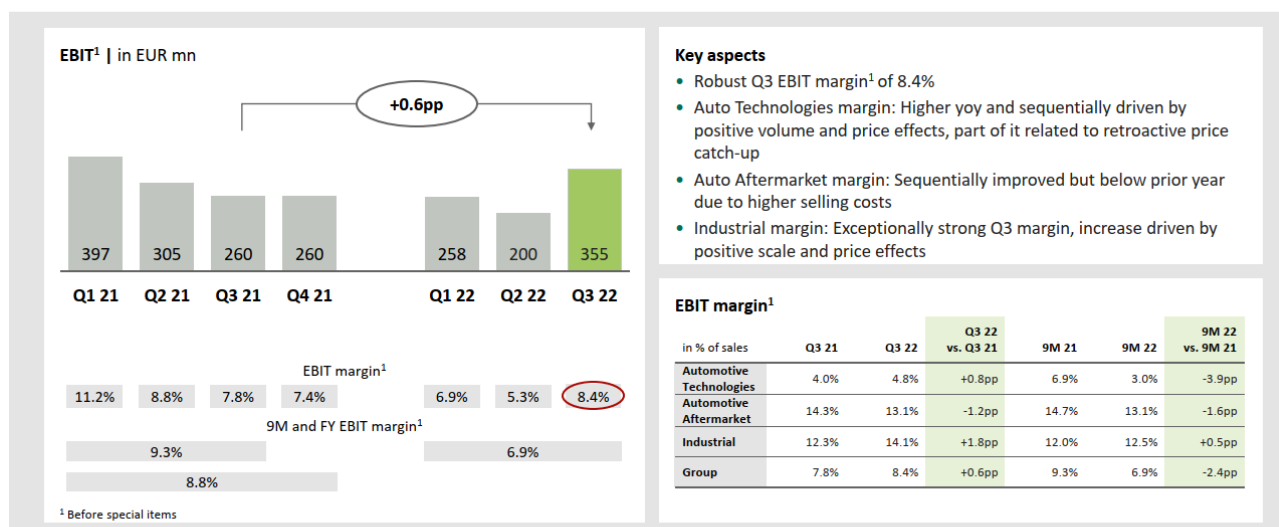 EBIT¹ | in EUR mn
+0.6pp
397 305 260 260 258 200 355
Q1 21 Q2 21 Q3 21 Q4 21 Q1 22 Q2 22 Q3 22
EBIT margin¹
11.2% 8.8% 7.8% 7.4% 6.9% 5.3% 8.4%
9M and FY EBIT margin¹
9.3% 6.9%
8.8%
¹ Before special items
Key aspects
• Robust Q3 EBIT margin¹ of 8.4%
• Auto Technologies margin: Higher yoy and sequentially driven by
positive volume and price effects, part of it related to retroactive price
catch-up
• Auto Aftermarket margin: Sequentially improved but below prior year
due to higher selling costs
• Industrial margin: Exceptionally strong Q3 margin, increase driven by
positive scale and price effects
EBIT margin¹
Q3 22 9M 22
in % of sales Q3 21 Q3 22 vs. Q3 21 9M 21 9M 22 vs. 9M 21
Automotive
Technologies 4.0% 4.8% +0.8pp 6.9% 3.0% -3.9pp
Automotive
Aftermarket 14.3% 13.1% -1.2pp 14.7% 13.1% -1.6pp
Industrial 12.3% 14.1% +1.8pp 12.0% 12.5% +0.5pp
Group 7.8% 8.4% +0.6pp 9.3% 6.9% -2.4pp